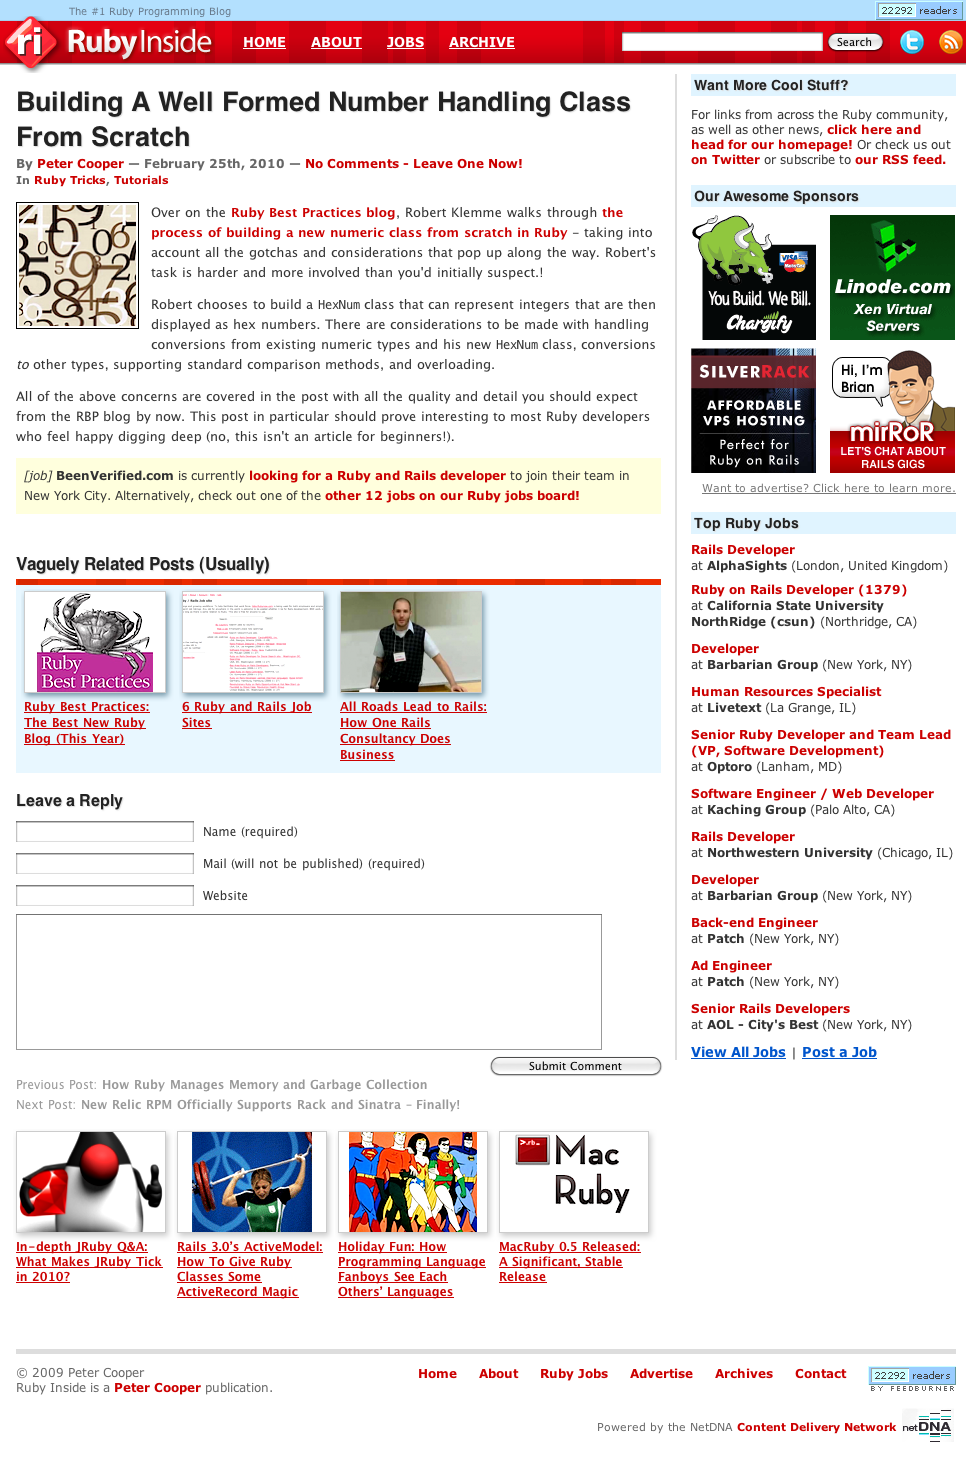 The #1 Ruby Programming Blog
22292 readers
ri RubyInside
HOME ABOUT JOBS ARCHIVE
Search
Building A Well Formed Number Handling Class
From Scratch
By Peter Cooper — February 25th, 2010 — No Comments - Leave One Now!
In Ruby Tricks, Tutorials
Over on the Ruby Best Practices blog, Robert Klemme walks through the
process of building a new numeric class from scratch in Ruby – taking into
account all the gotchas and considerations that pop up along the way. Robert's
task is harder and more involved than you'd initially suspect.!
Robert chooses to build a HexNum class that can represent integers that are then
displayed as hex numbers. There are considerations to be made with handling
conversions from existing numeric types and his new HexNum class, conversions
to other types, supporting standard comparison methods, and overloading.
All of the above concerns are covered in the post with all the quality and detail you should expect
from the RBP blog by now. This post in particular should prove interesting to most Ruby developers
who feel happy digging deep (no, this isn't an article for beginners!).
[job] BeenVerified.com is currently looking for a Ruby and Rails developer to join their team in
New York City. Alternatively, check out one of the other 12 jobs on our Ruby jobs board!
Vaguely Related Posts (Usually)
Ruby
Best Practices
Ruby Best Practices:
The Best New Ruby
Blog (This Year)
6 Ruby and Rails Job
Sites
All Roads Lead to Rails:
How One Rails
Consultancy Does
Business
Leave a Reply
Name (required)
Mail (will not be published) (required)
Website
Submit Comment
Previous Post: How Ruby Manages Memory and Garbage Collection
Next Post: New Relic RPM Officially Supports Rack and Sinatra – Finally!
Mac
Ruby
In-depth JRuby Q&A:
What Makes JRuby Tick
in 2010?
Rails 3.0's ActiveModel:
How To Give Ruby
Classes Some
ActiveRecord Magic
Holiday Fun: How
Programming Language
Fanboys See Each
Others' Languages
MacRuby 0.5 Released:
A Significant, Stable
Release
Want More Cool Stuff?
For links from across the Ruby community,
as well as other news, click here and
head for our homepage! Or check us out
on Twitter or subscribe to our RSS feed.
Our Awesome Sponsors
VISA
You Build. We Bill.
Chargify
Linode.com
Xen Virtual
Servers
SILVERRACK
AFFORDABLE
VPS HOSTING
Perfect for
Ruby on Rails
Hi, I'm
Brian
mirRoR
LET'S CHAT ABOUT
RAILS GIGS
Want to advertise? Click here to learn more.
Top Ruby Jobs
Rails Developer
at AlphaSights (London, United Kingdom)
Ruby on Rails Developer (1379)
at California State University
NorthRidge (csun) (Northridge, CA)
Developer
at Barbarian Group (New York, NY)
Human Resources Specialist
at Livetext (La Grange, IL)
Senior Ruby Developer and Team Lead
(VP, Software Development)
at Optoro (Lanham, MD)
Software Engineer / Web Developer
at Kaching Group (Palo Alto, CA)
Rails Developer
at Northwestern University (Chicago, IL)
Developer
at Barbarian Group (New York, NY)
Back-end Engineer
at Patch (New York, NY)
Ad Engineer
at Patch (New York, NY)
Senior Rails Developers
at AOL - City's Best (New York, NY)
View All Jobs | Post a Job
© 2009 Peter Cooper
Ruby Inside is a Peter Cooper publication.
Home About Ruby Jobs Advertise Archives Contact
22292 readers
BY FEEDBURNER
Powered by the NetDNA Content Delivery Network
netDNA